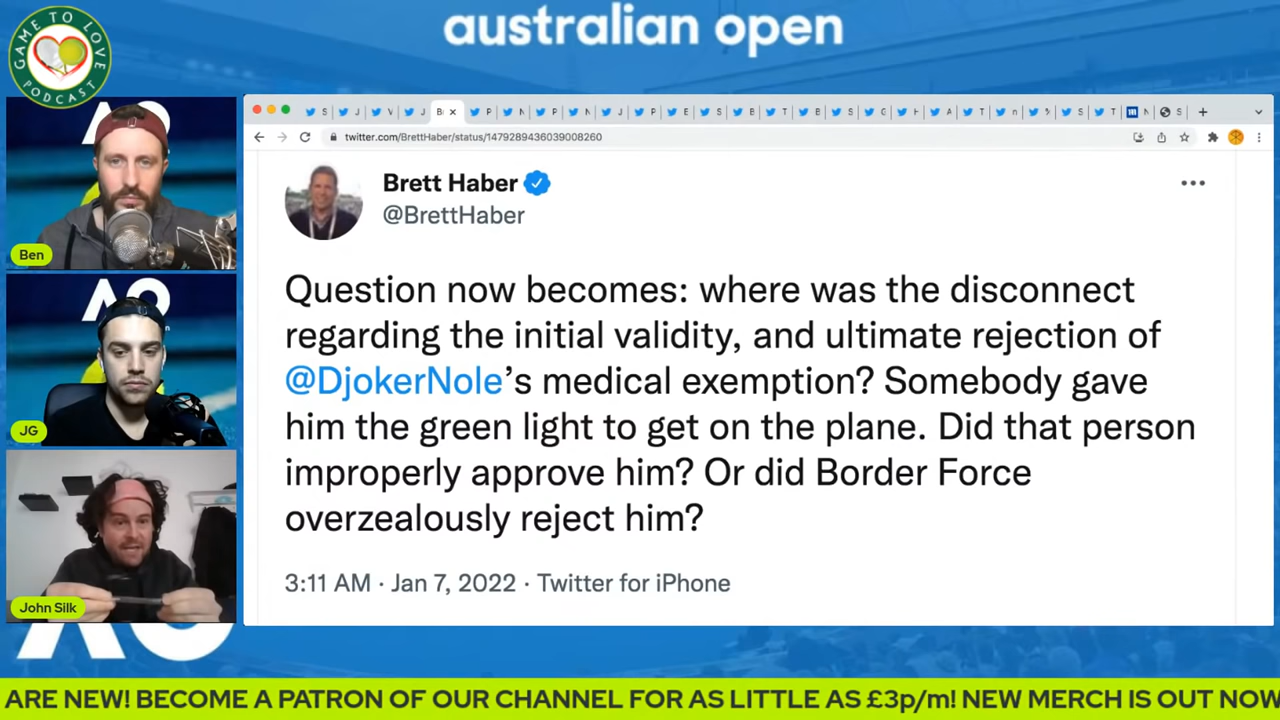 australian open
GAME TO LOVE
PODCAST
Ben
JG
John Silk
twitter.com/BrettHaber/status/1479289436039008260
Brett Haber
@BrettHaber
Question now becomes: where was the disconnect
regarding the initial validity, and ultimate rejection of
@DjokerNole’s medical exemption? Somebody gave
him the green light to get on the plane. Did that person
improperly approve him? Or did Border Force
overzealously reject him?
3:11 AM · Jan 7, 2022 · Twitter for iPhone
ARE NEW! BECOME A PATRON OF OUR CHANNEL FOR AS LITTLE AS £3p/m! NEW MERCH IS OUT NOW